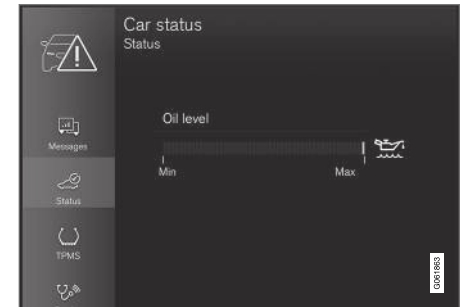 Car status
Status
Messages
Status
TPMS
Oil level
Min Max
G061863